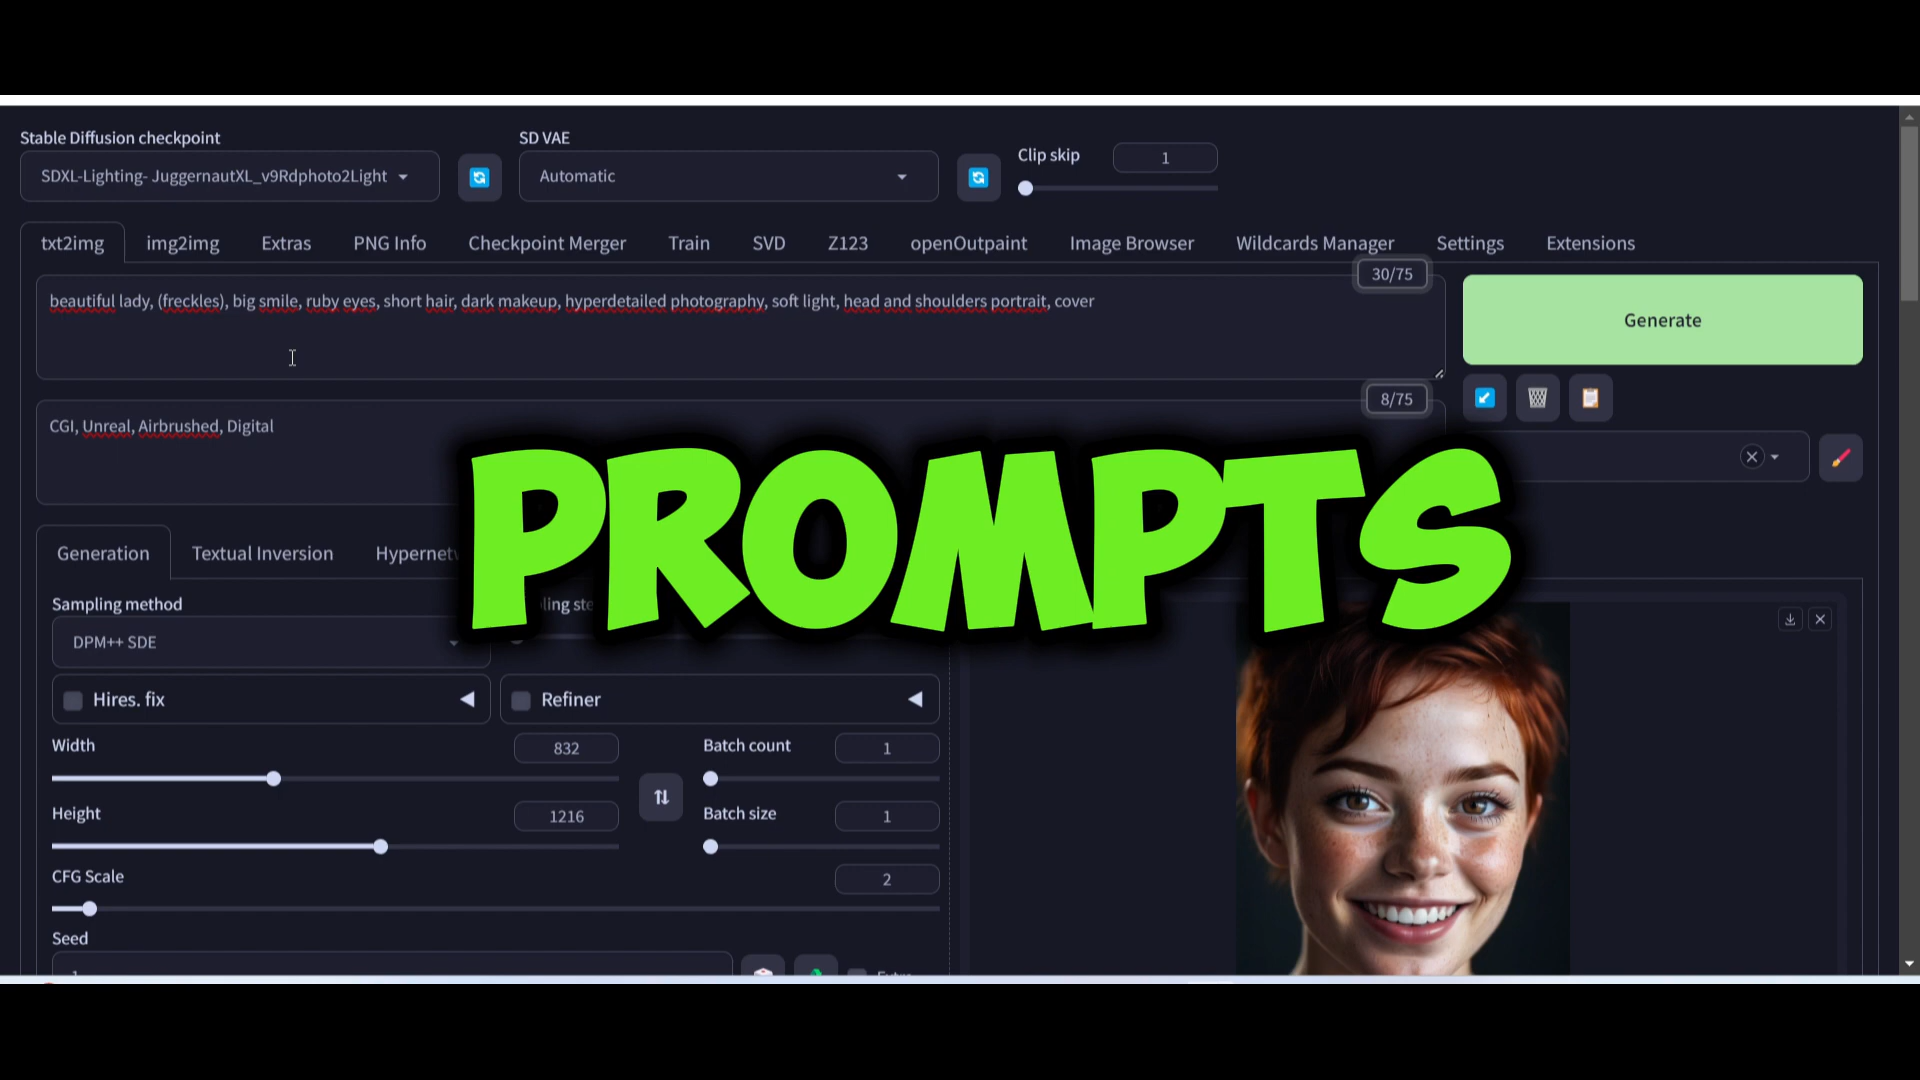 Stable Diffusion checkpoint
SD VAE
Clip skip
1
SDXL-Lighting- JuggernautXL_v9Rdphoto2Light
Automatic
txt2img
img2img
Extras
PNG Info
Checkpoint Merger
Train
SVD
Z123
openOutpaint
Image Browser
Wildcards Manager
Settings
Extensions
30/75
beautiful lady, (freckles), big smile, ruby eyes, short hair, dark makeup, hyperdetailed photography, soft light, head and shoulders portrait, cover
Generate
8/75
CGI, Unreal, Airbrushed, Digital
PROMPTS
Generation
Textual Inversion
Hypernet
Sampling method
ling ste
DPM++ SDE
Hires. fix
Refiner
Width
832
Batch count
1
Height
1216
Batch size
1
CFG Scale
2
Seed